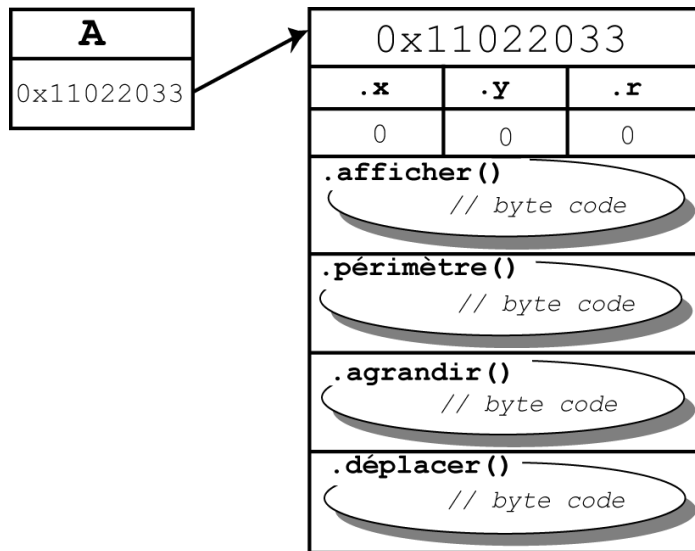 A
0x11022033
0x11022033
.x .y .r
0 0 0
.afficher()
// byte code
.périmètre()
// byte code
.agrandir()
// byte code
.déplacer()
// byte code